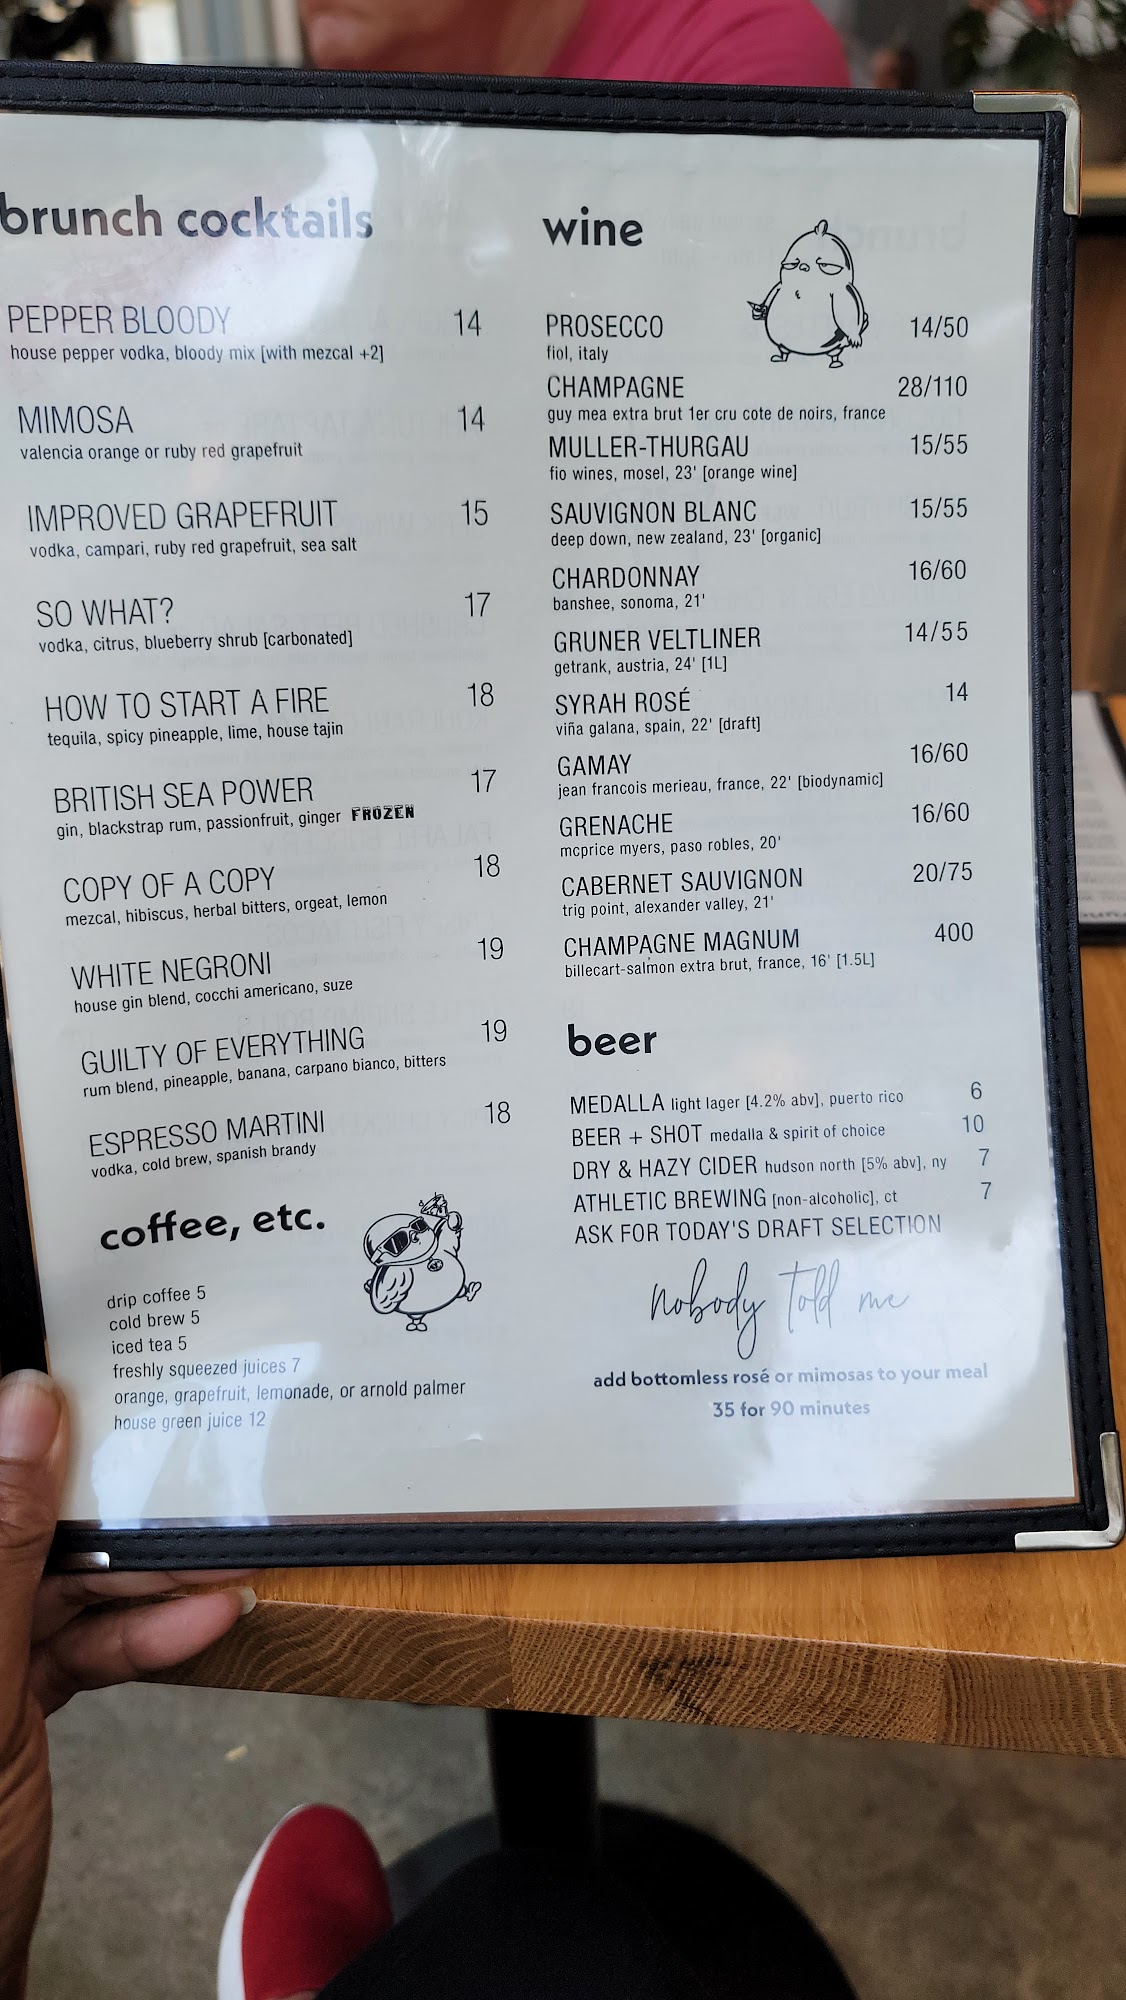 brunch cocktails
PEPPER BLOODY 14
house pepper vodka, bloody mix [with mezcal +2]
MIMOSA 14
valencia orange or ruby red grapefruit
IMPROVED GRAPEFRUIT 15
vodka, campari, ruby red grapefruit, sea salt
SO WHAT? 17
vodka, citrus, blueberry shrub [carbonated]
HOW TO START A FIRE 18
tequila, spicy pineapple, lime, house tajin
BRITISH SEA POWER 17
gin, blackstrap rum, passionfruit, ginger FROZEN
COPY OF A COPY 18
mezcal, hibiscus, herbal bitters, orgeat, lemon
WHITE NEGRONI 19
house gin blend, cocchi americano, suze
GUILTY OF EVERYTHING 19
rum blend, pineapple, banana, carpano bianco, bitters
ESPRESSO MARTINI 18
vodka, cold brew, spanish brandy
coffee, etc.
drip coffee 5
cold brew 5
iced tea 5
freshly squeezed juices 7
orange, grapefruit, lemonade, or arnold palmer
house green juice 12
wine
PROSECCO 14/50
fiol, italy
CHAMPAGNE 28/110
guy mea extra brut 1er cru cote de noirs, france
MULLER-THURGAU 15/55
fio wines, mosel, 23' [orange wine]
SAUVIGNON BLANC 15/55
deep down, new zealand, 23' [organic]
CHARDONNAY 16/60
banshee, sonoma, 21'
GRUNER VELTLINER 14/55
getrank, austria, 24' [1L]
SYRAH ROSÉ 14
viña galana, spain, 22' [draft]
GAMAY 16/60
jean francois merieau, france, 22' [biodynamic]
GRENACHE 16/60
mcprice myers, paso robles, 20'
CABERNET SAUVIGNON 20/75
trig point, alexander valley, 21'
CHAMPAGNE MAGNUM 400
billecart-salmon extra brut, france, 16' [1.5L]
beer
MEDALLA light lager [4.2% abv], puerto rico 6
BEER + SHOT medalla & spirit of choice 10
DRY & HAZY CIDER hudson north [5% abv], ny 7
ATHLETIC BREWING [non-alcoholic], ct 7
ASK FOR TODAY'S DRAFT SELECTION
nobody told me
add bottomless rosé or mimosas to your meal
35 for 90 minutes